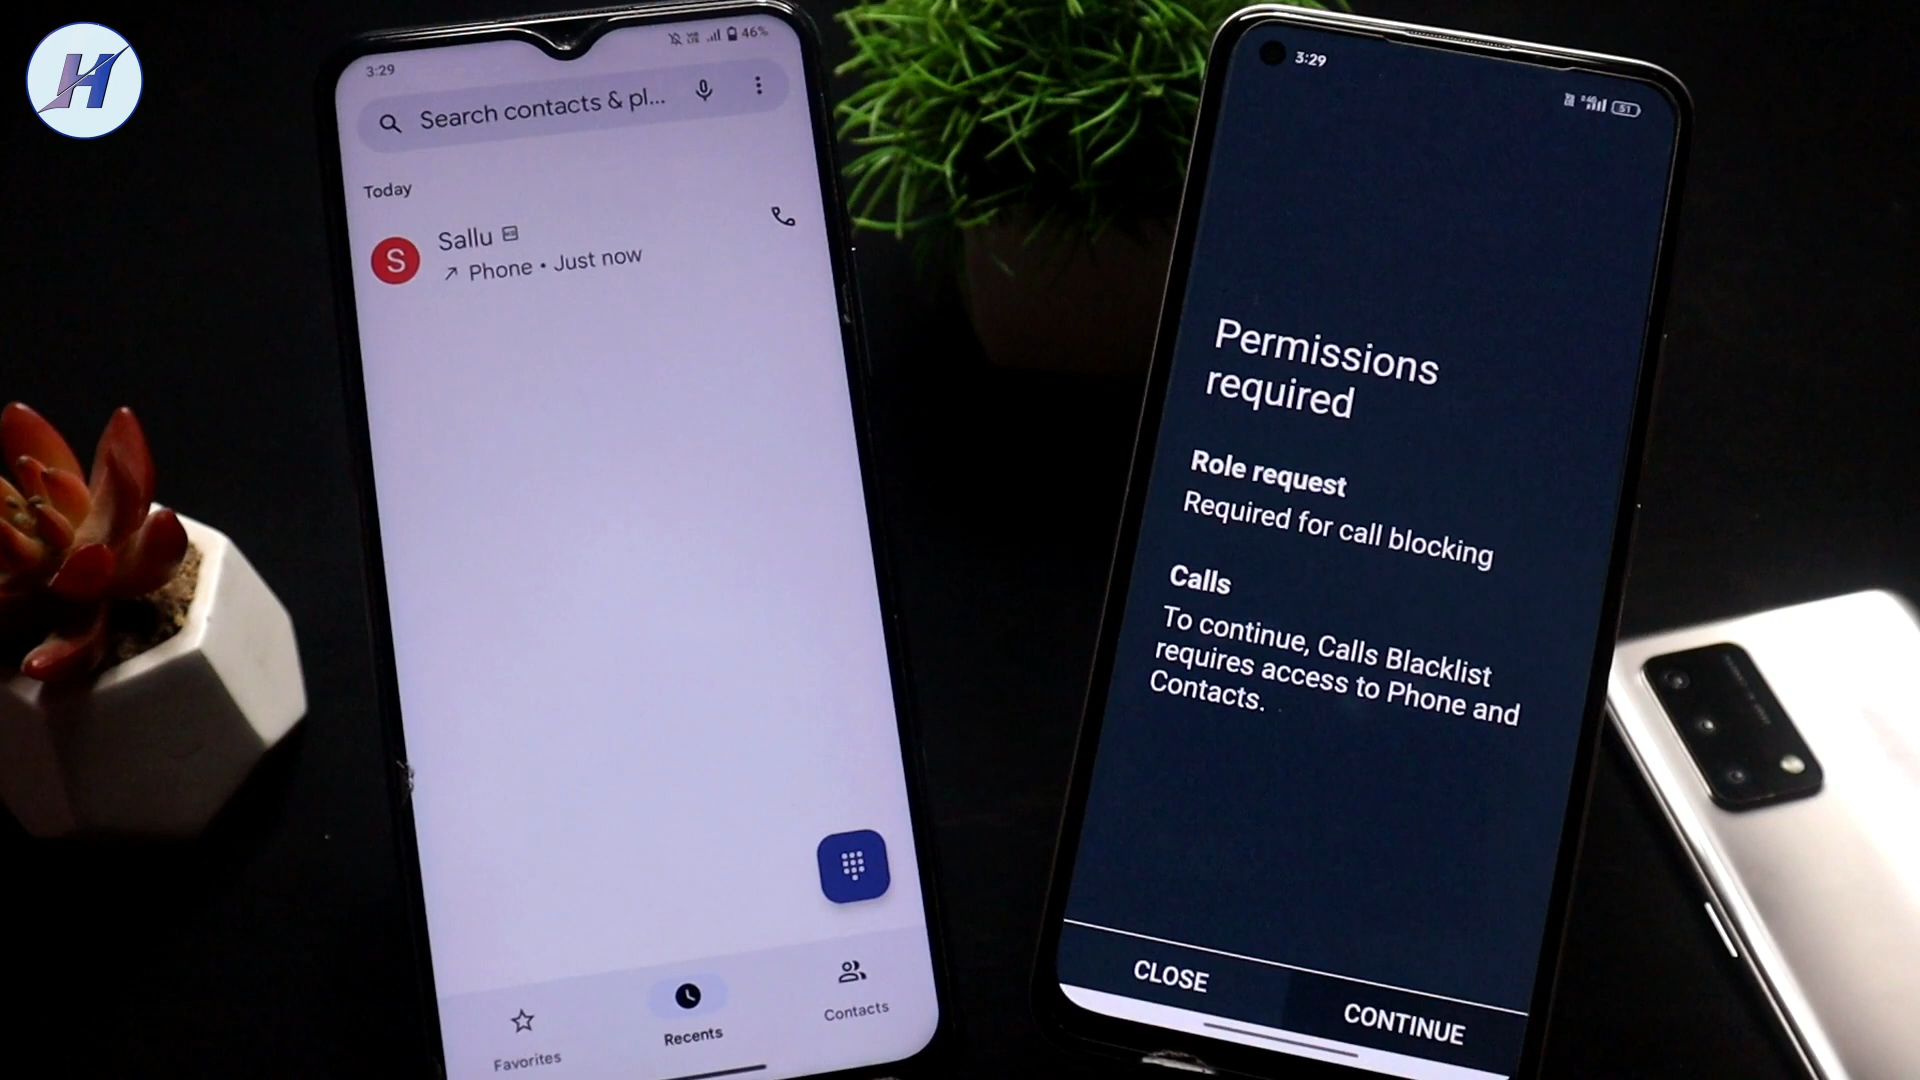 H
3:29
46%
Search contacts & pl...
Today
S
Sallu
Phone • Just now
Favorites
Recents
Contacts
3:29
51
Permissions
required
Role request
Required for call blocking
Calls
To continue, Calls Blacklist
requires access to Phone and
Contacts.
CLOSE
CONTINUE